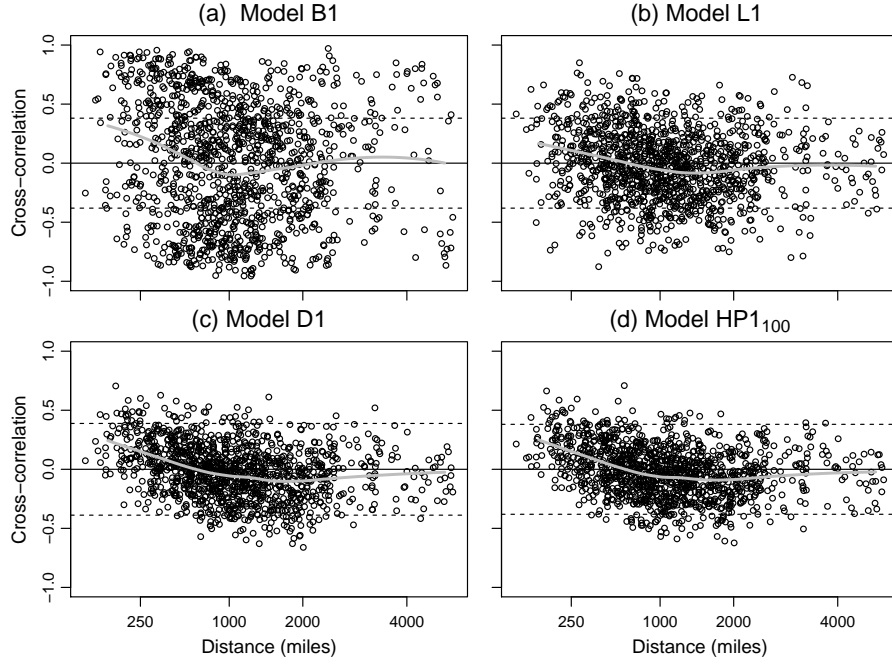 (a) Model B1
(b) Model L1
Cross−correlation
1.0
0.5
0.0
−0.5
−1.0
(c) Model D1
(d) Model HP1₁₀₀
Cross−correlation
1.0
0.5
0.0
−0.5
−1.0
250 1000 2000 4000
250 1000 2000 4000
Distance (miles)
Distance (miles)